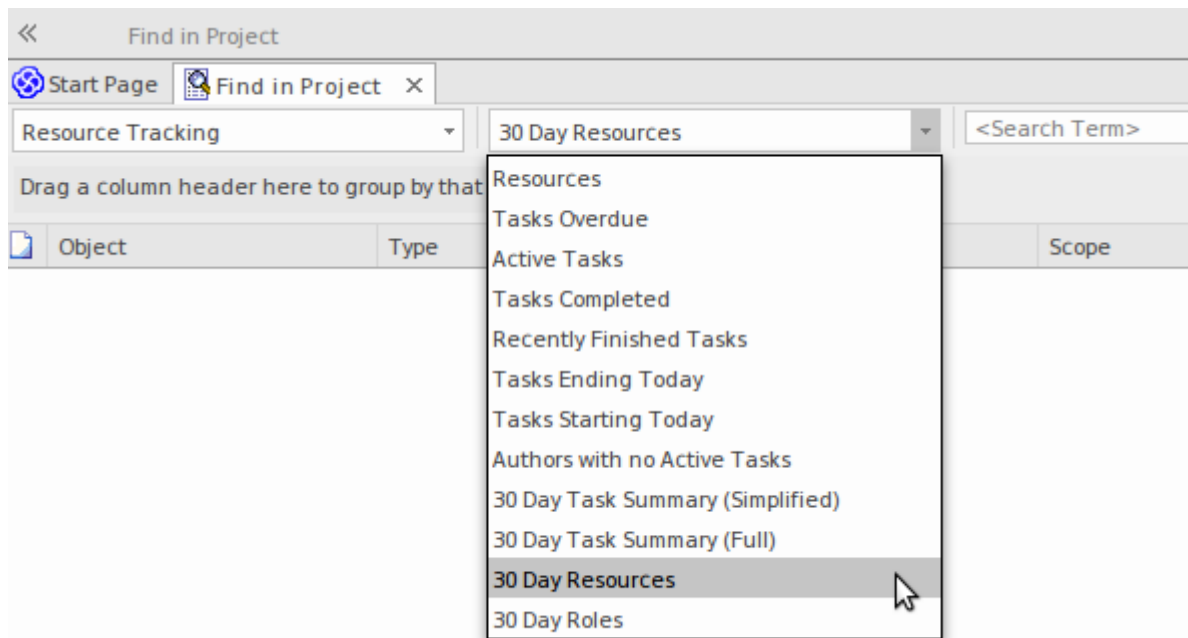 Find in Project
Start Page Find in Project
Resource Tracking 30 Day Resources <Search Term>
Drag a column header here to group by that
Object Type Scope
Resources
Tasks Overdue
Active Tasks
Tasks Completed
Recently Finished Tasks
Tasks Ending Today
Tasks Starting Today
Authors with no Active Tasks
30 Day Task Summary (Simplified)
30 Day Task Summary (Full)
30 Day Resources
30 Day Roles